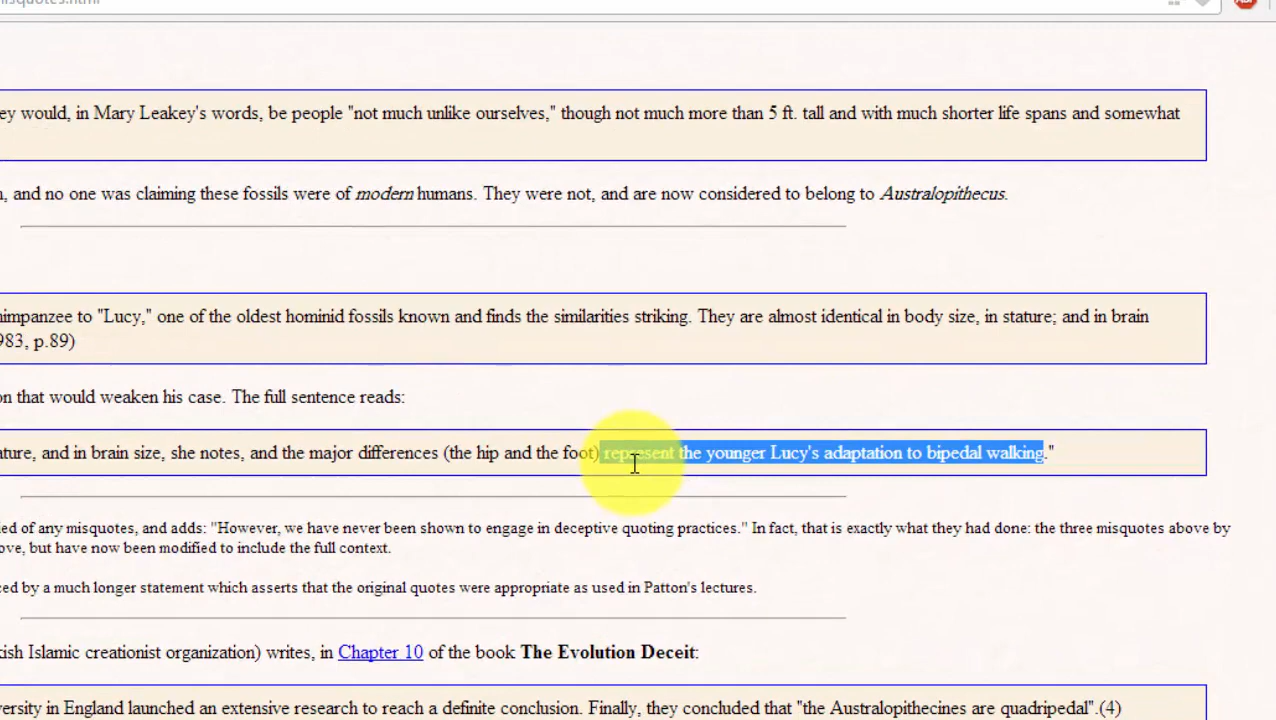 isquotes.html
ey would, in Mary Leakey's words, be people "not much unlike ourselves," though not much more than 5 ft. tall and with much shorter life spans and somewhat
n, and no one was claiming these fossils were of modern humans. They were not, and are now considered to belong to Australopithecus.
himpanzee to "Lucy," one of the oldest hominid fossils known and finds the similarities striking. They are almost identical in body size, in stature; and in brain
983, p.89)
on that would weaken his case. The full sentence reads:
ature, and in brain size, she notes, and the major differences (the hip and the foot) represent the younger Lucy's adaptation to bipedal walking."
ied of any misquotes, and adds: "However, we have never been shown to engage in deceptive quoting practices." In fact, that is exactly what they had done: the three misquotes above by
ove, but have now been modified to include the full context.
ced by a much longer statement which asserts that the original quotes were appropriate as used in Patton's lectures.
kish Islamic creationist organization) writes, in Chapter 10 of the book The Evolution Deceit:
versity in England launched an extensive research to reach a definite conclusion. Finally, they concluded that "the Australopithecines are quadripedal".(4)